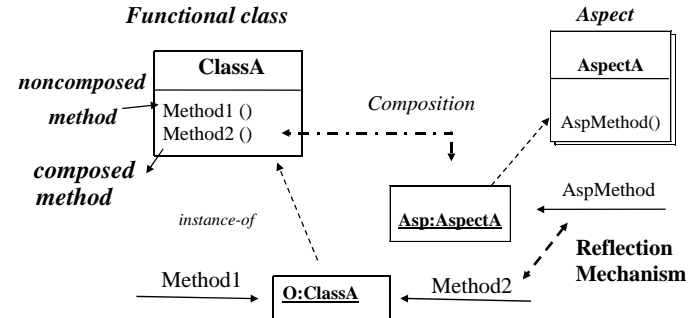 Functional class
Aspect
ClassA
AspectA
noncomposed
method
Method1 ()
Method2 ()
Composition
AspMethod()
composed
method
instance-of
Asp:AspectA
AspMethod
Reflection
Mechanism
Method1
O:ClassA
Method2